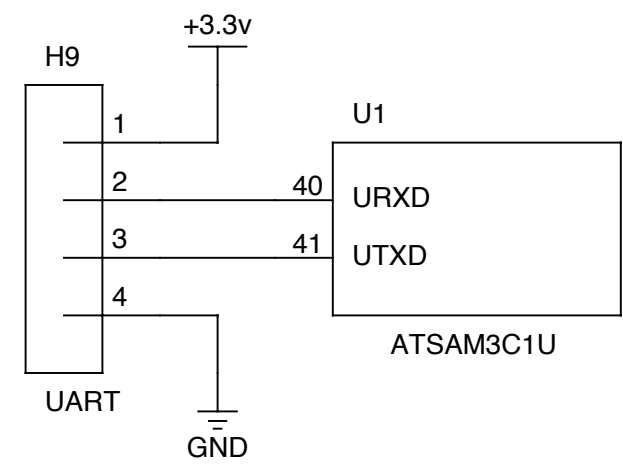 +3.3v
H9
U1
1
2
40
URXD
3
41
UTXD
4
ATSAM3C1U
UART
GND